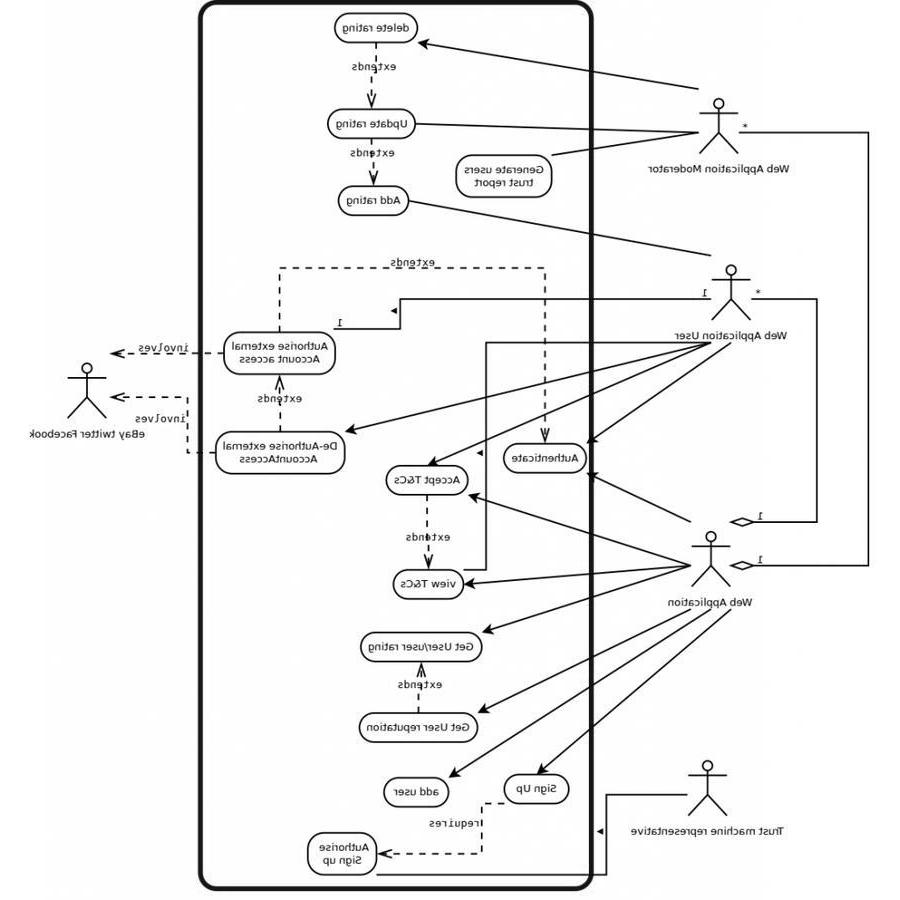 delete rating
extends
Update rating
*
extends
Generate users
trust report
Web Application Moderator
Add rating
extends
1
*
1
Web Application User
Authorise external
Account access
involves
extends
involves
eBay twitter Facebook
De-Authorise external
AccountAccess
Authenticate
Accept T&Cs
1
extends
1
view T&Cs
Web Application
Get User/user rating
extends
Get User reputation
Sign Up
add user
requires
Trust machine representative
Authorise
Sign up